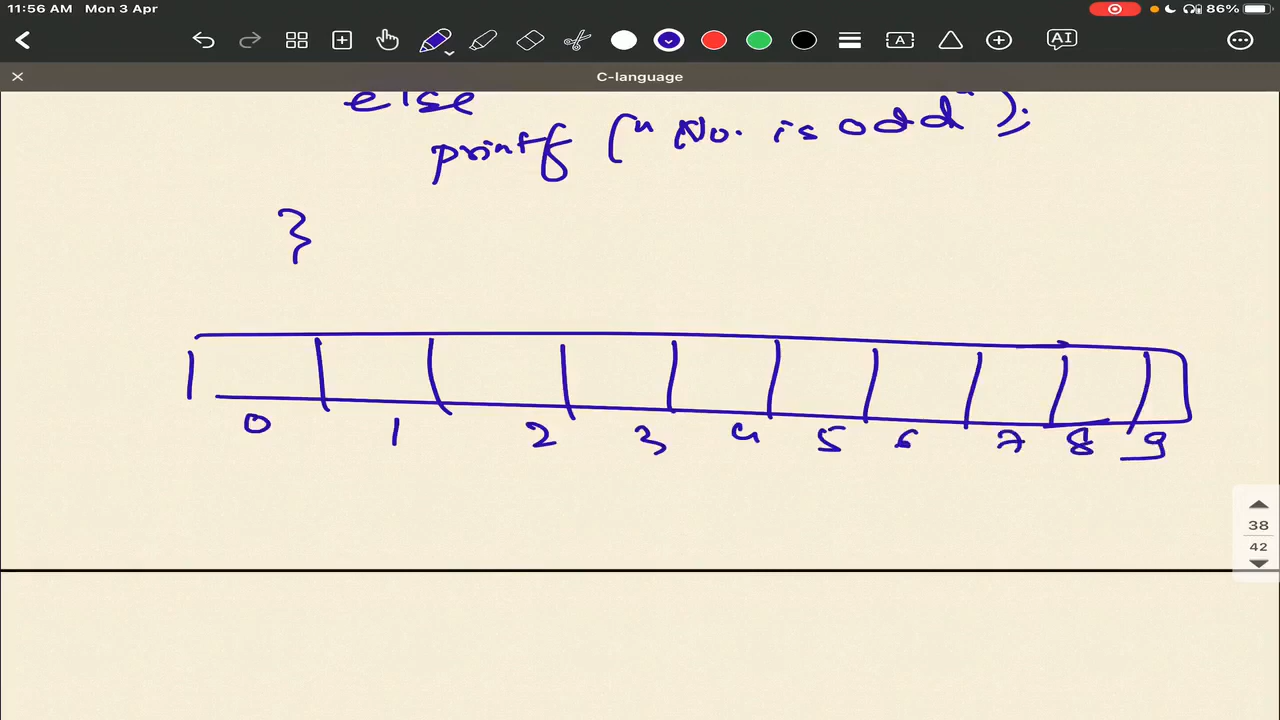 11:56 AM Mon 3 Apr 86%
A AI
C-language
else
printf ("No. is odd");
}
0 1 2 3 4 5 6 7 8 9
38
42